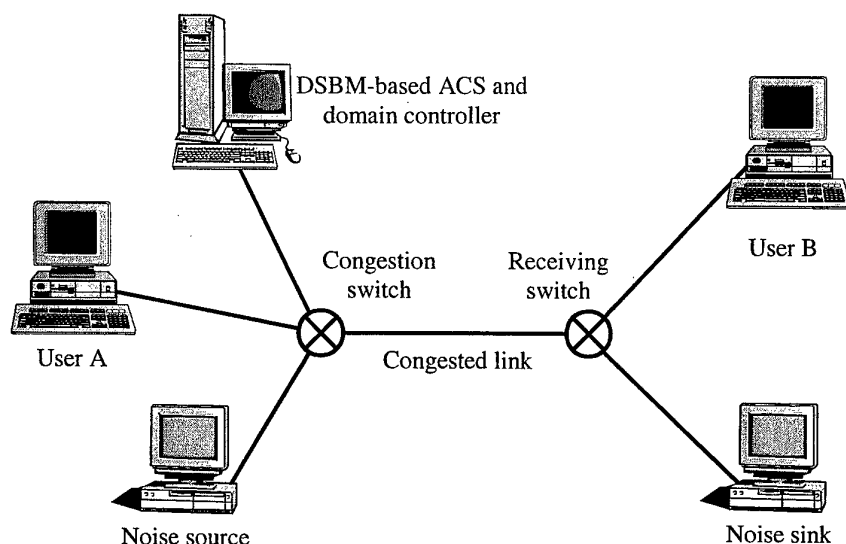 DSBM-based ACS and
domain controller
User B
Congestion
switch
Receiving
switch
User A
Congested link
Noise source
Noise sink